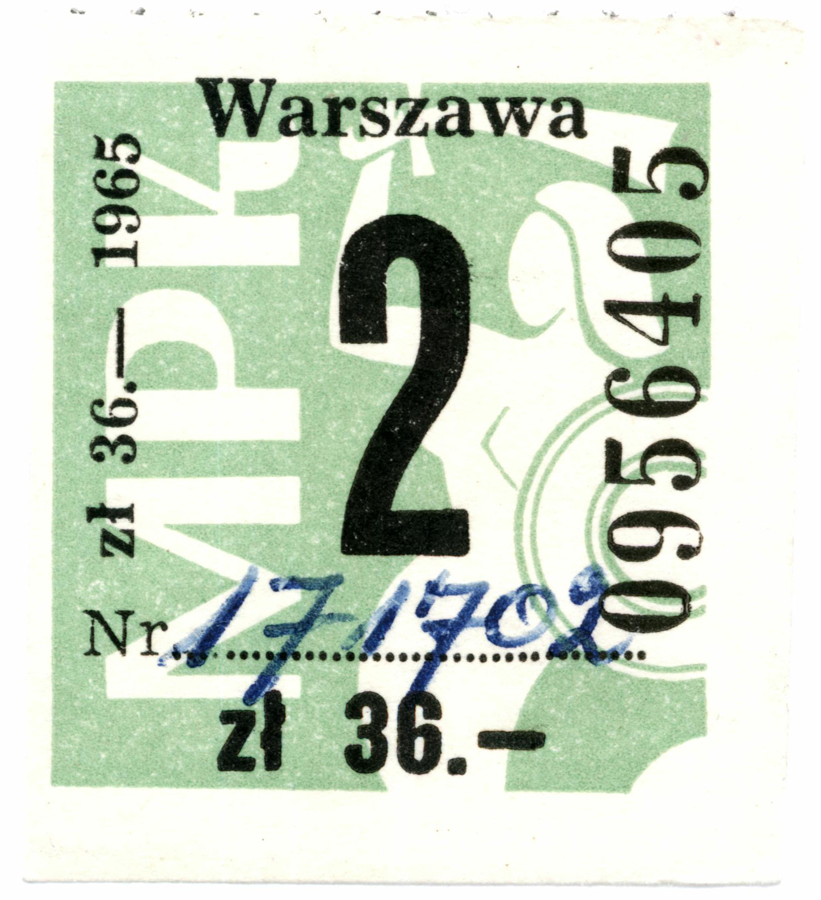 Warszawa
zł 36.— 1965
MPK
2
0956405
Nr. 171702
zł 36.—